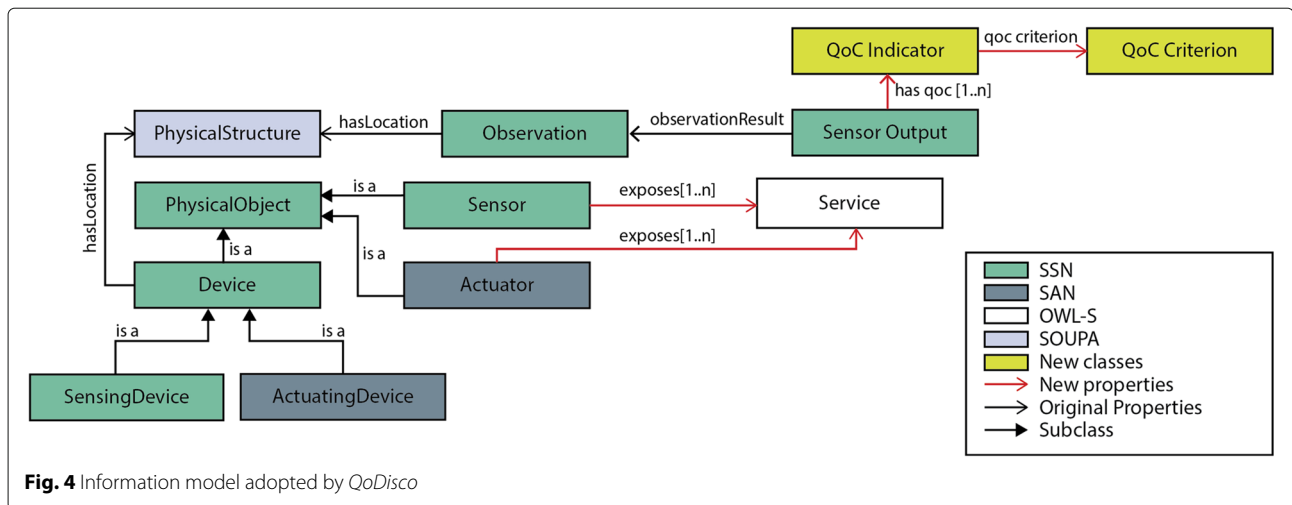 QoC Indicator
qoc criterion
QoC Criterion
has qoc [1..n]
PhysicalStructure
hasLocation
Observation
observationResult
Sensor Output
hasLocation
PhysicalObject
is a
Sensor
exposes[1..n]
Service
is a
is a
exposes[1..n]
Device
Actuator
is a
is a
SensingDevice
ActuatingDevice
SSN
SAN
OWL-S
SOUPA
New classes
New properties
Original Properties
Subclass
Fig. 4 Information model adopted by QoDisco